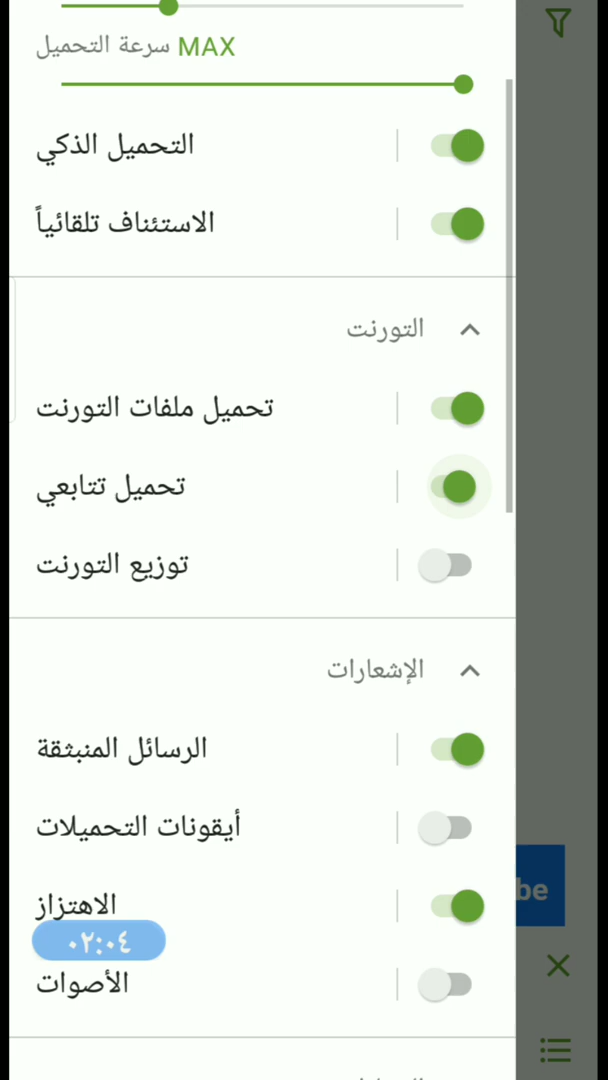 سرعة التحميل MAX
التحميل الذكي
الاستئناف تلقائياً
التورنت
تحميل ملفات التورنت
تحميل تتابعي
توزيع التورنت
الإشعارات
الرسائل المنبثقة
أيقونات التحميلات
be
الاهتزاز
٠٢:٠٤
الأصوات